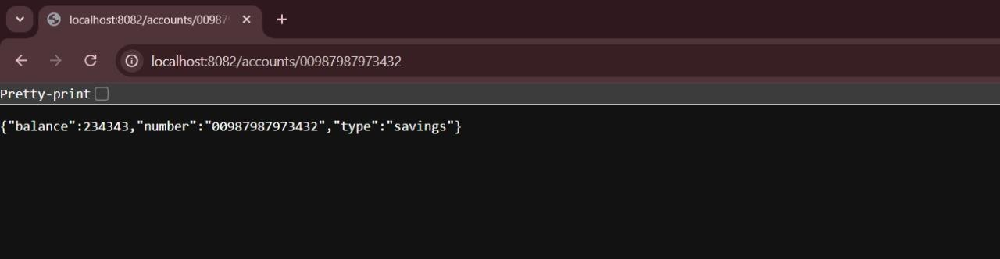 localhost:8082/accounts/00987
localhost:8082/accounts/00987987973432
Pretty-print
{"balance":234343,"number":"00987987973432","type":"savings"}